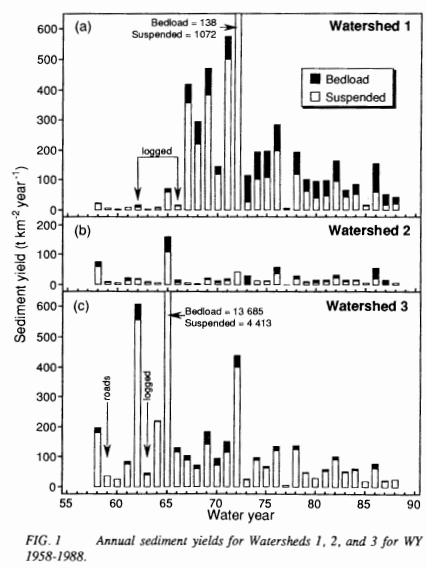 (a)
Bedload = 138
Suspended = 1072
Watershed 1
Bedload
Suspended
logged
600
500
400
300
200
100
0
(b)
Watershed 2
200
100
0
Sediment yield (t km-2 year-1)
(c)
Watershed 3
Bedload = 13 685
Suspended = 4 413
roads
logged
600
500
400
300
200
100
0
55 60 65 70 75 80 85 90
Water year
FIG. 1 Annual sediment yields for Watersheds 1, 2, and 3 for WY
1958-1988.